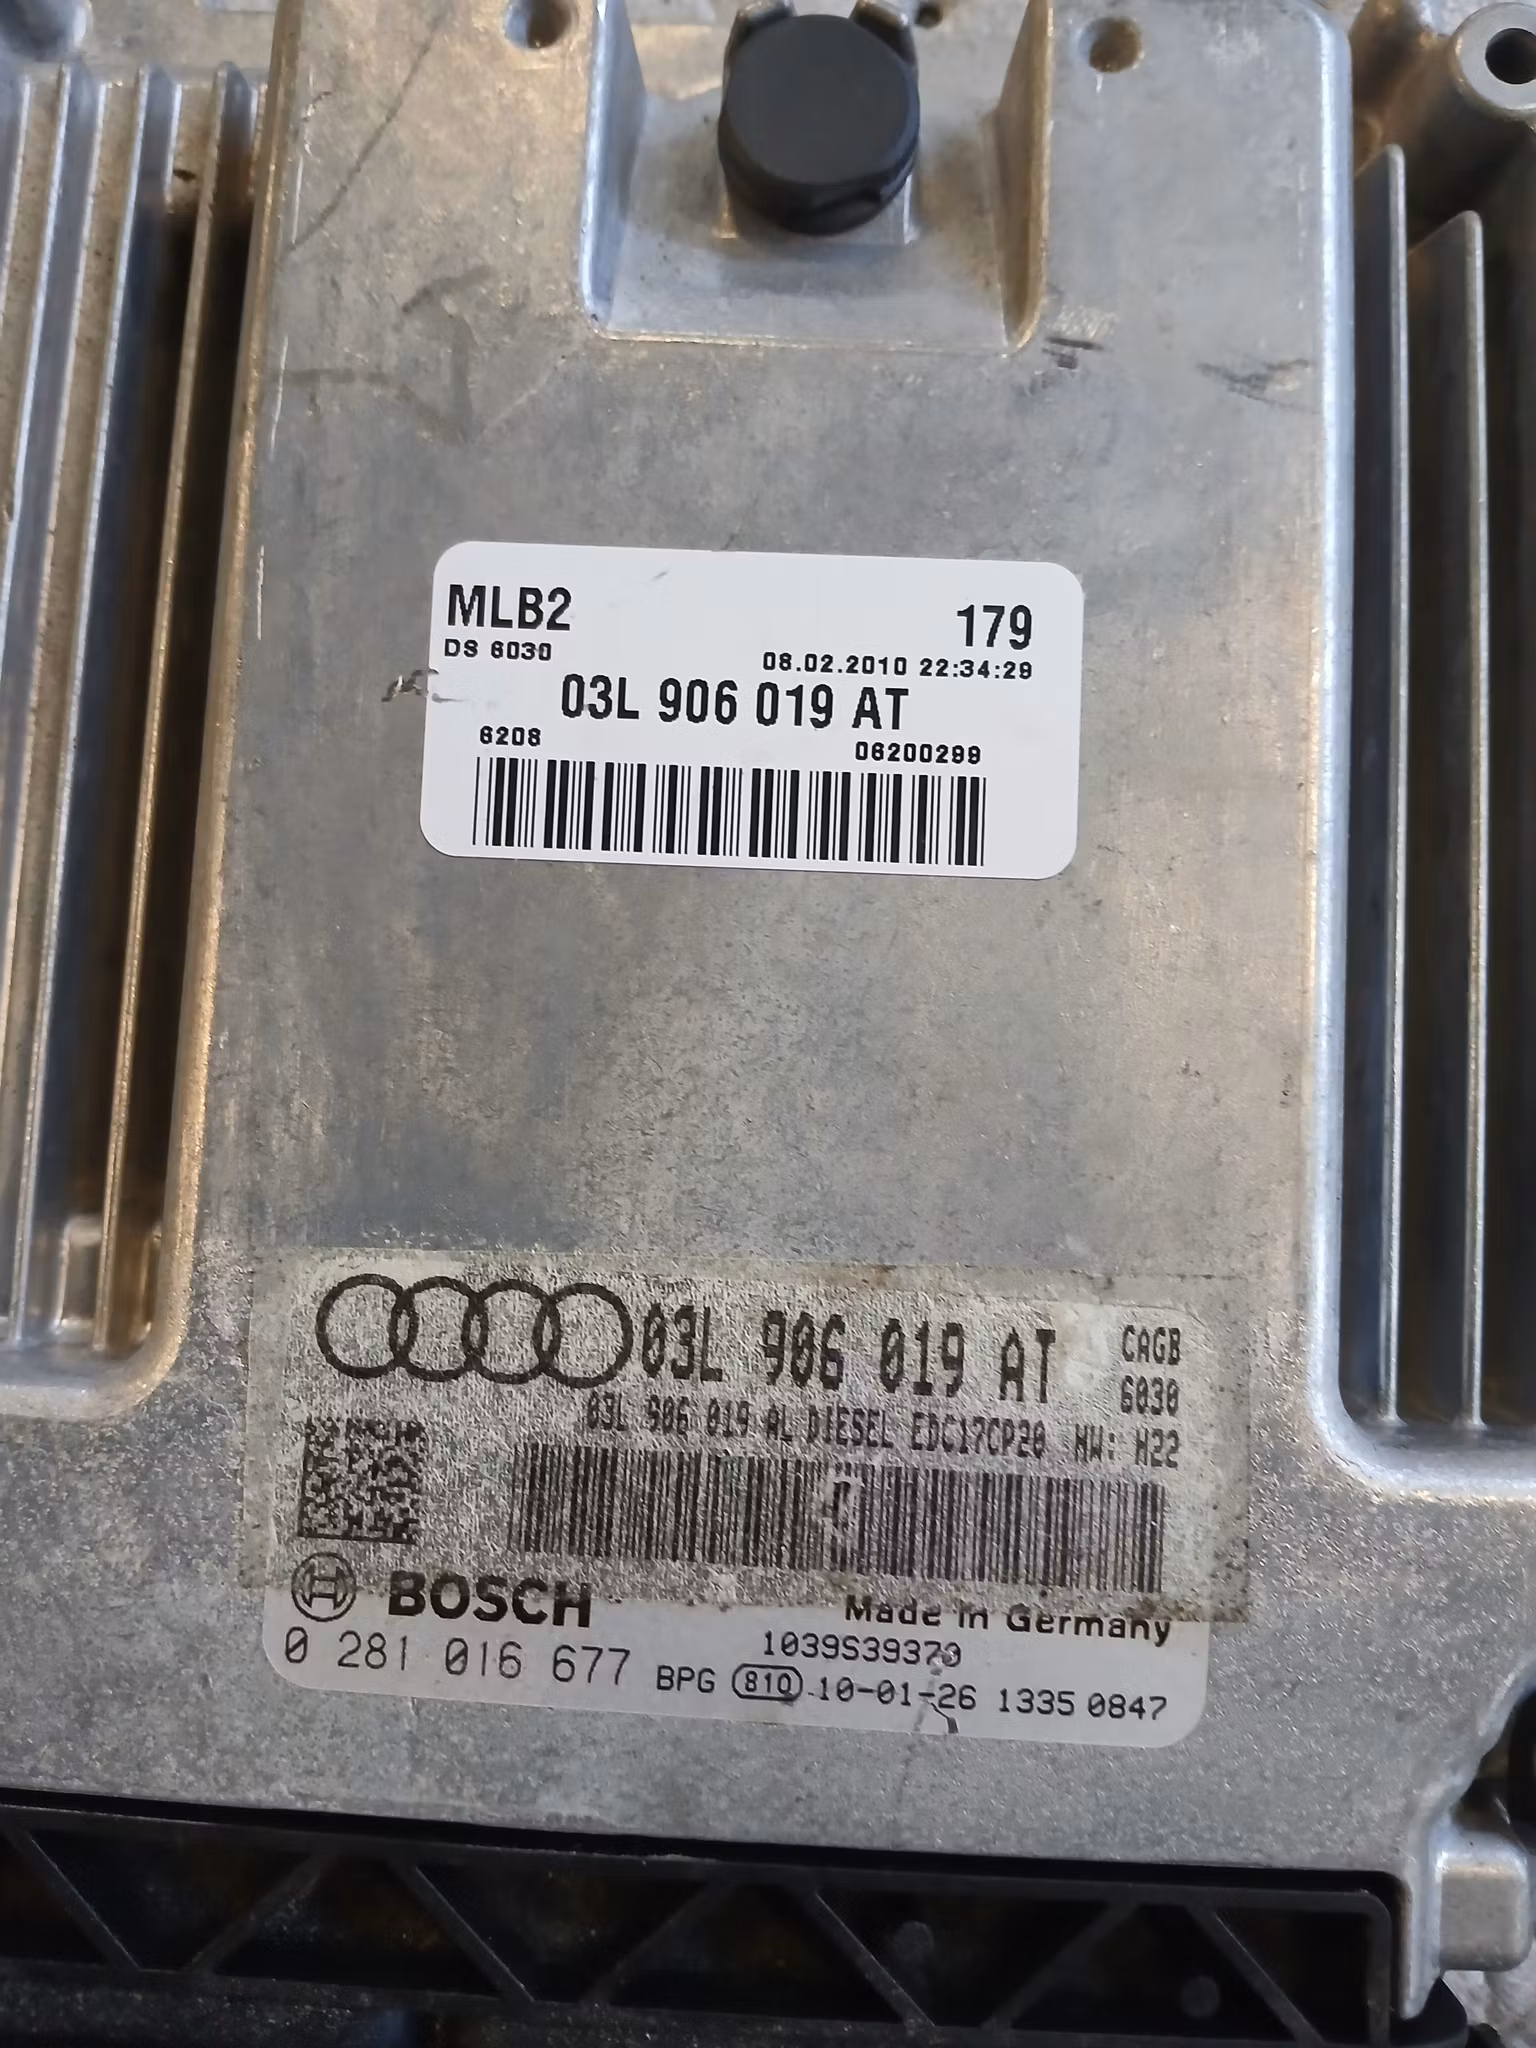 MLB2 179
DS 6030 08.02.2010 22:34:29
03L 906 019 AT
6208 06200299
03L 906 019 AT CAGB
6030
03L 906 019 AL DIESEL EDC17CP20 HW: H22
BOSCH Made in Germany
1039S39370
0 281 016 677 BPG 810 10-01-26 1335 0847